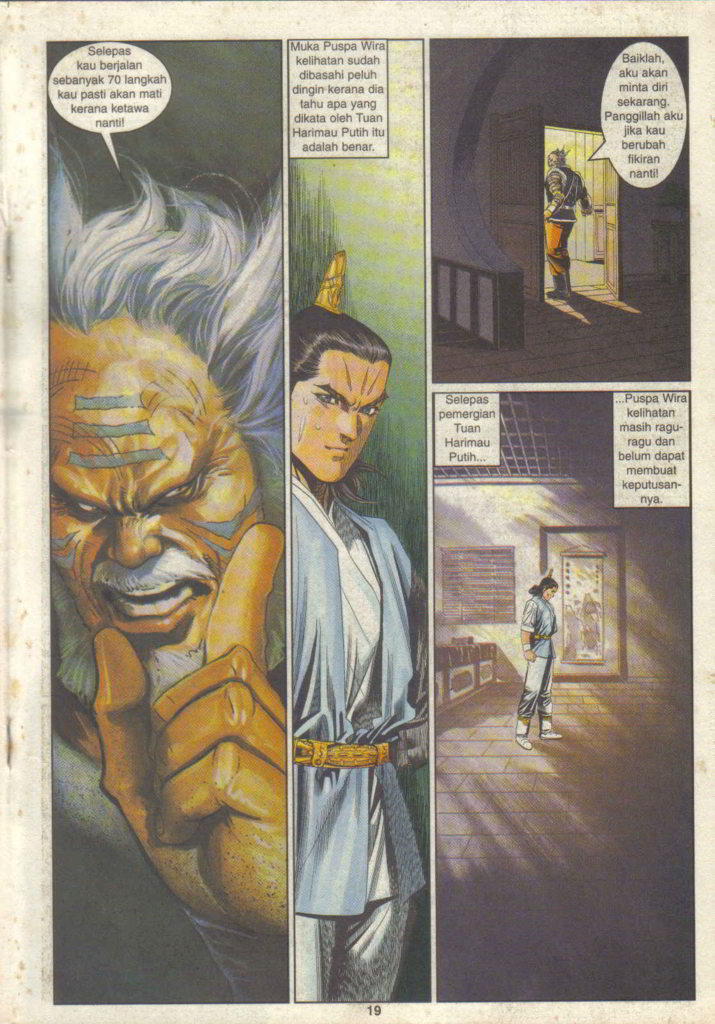 Selepas
kau berjalan
sebanyak 70 langkah
kau pasti akan mati
kerana ketawa
nanti!
Muka Puspa Wira
kelihatan sudah
dibasahi peluh
dingin kerana dia
tahu apa yang
dikata oleh Tuan
Harimau Putih itu
adalah benar.
Baiklah,
aku akan
minta diri
sekarang.
Panggillah aku
jika kau
berubah
fikiran
nanti!
Selepas
pemergian
Tuan
Harimau
Putih...
...Puspa Wira
kelihatan
masih ragu-
ragu dan
belum dapat
membuat
keputusan-
nya.
19